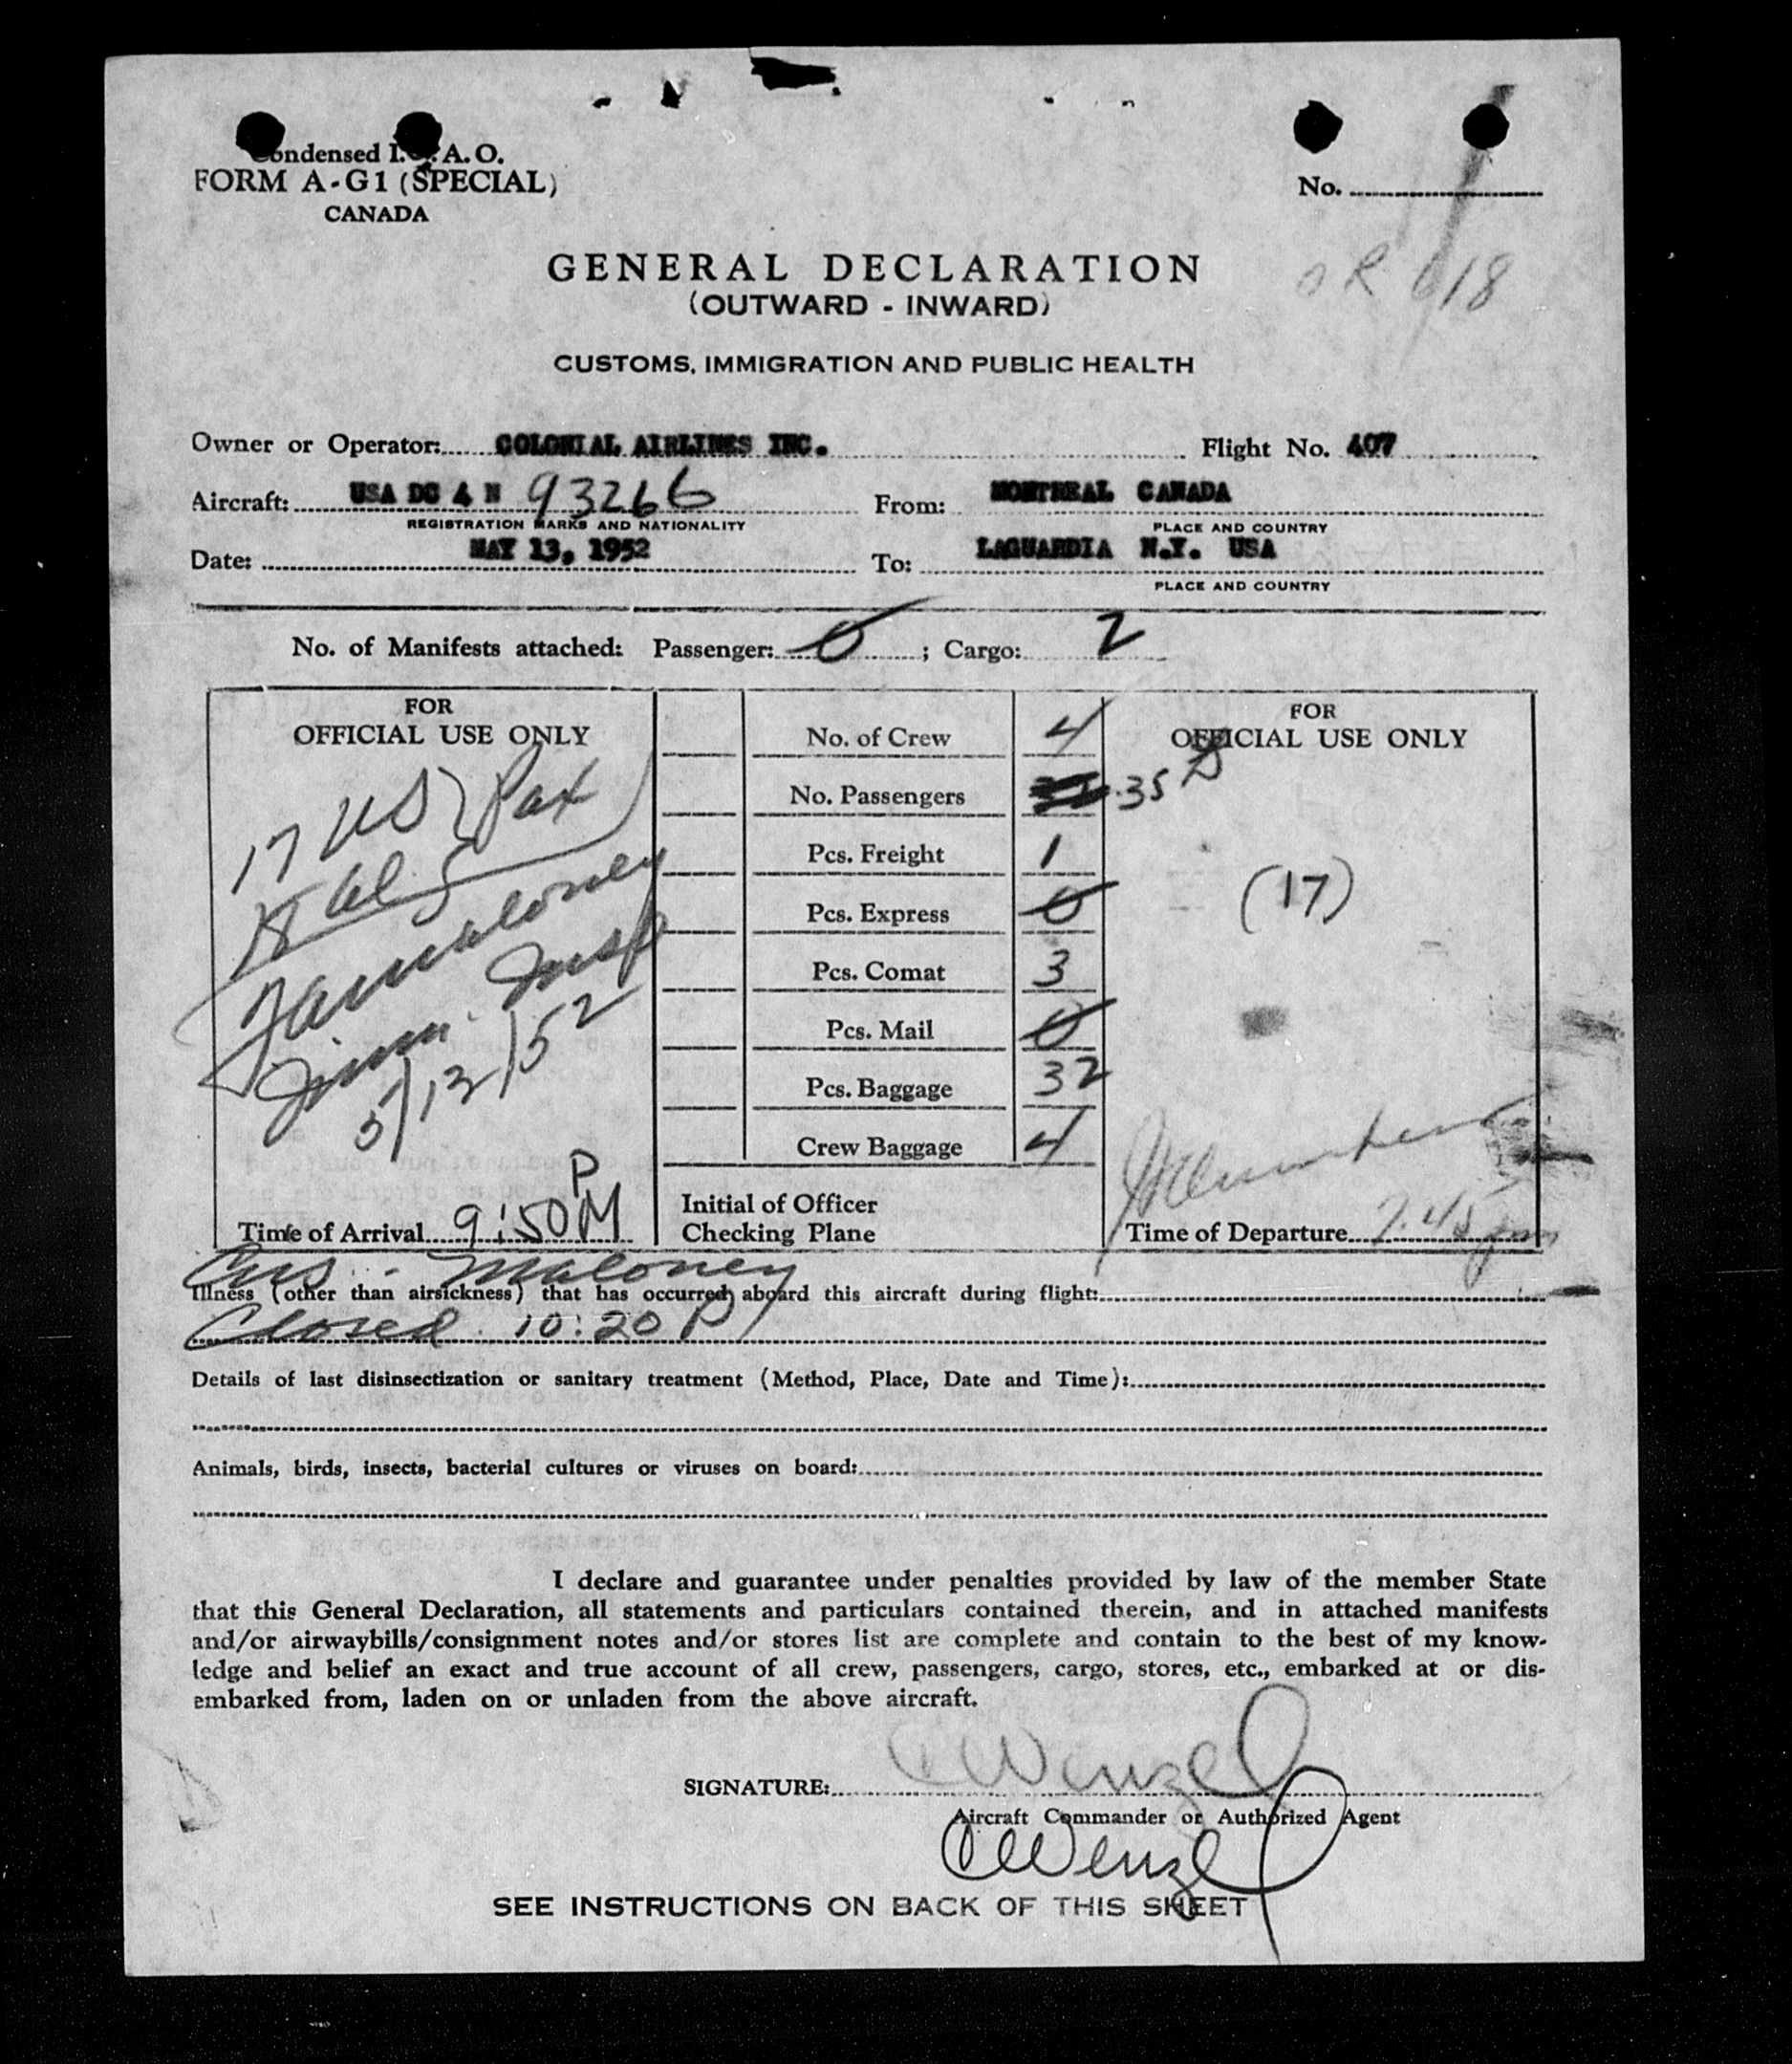 Condensed I. A. O.
FORM A-G1 (SPECIAL)
CANADA
No.
OR 618
GENERAL DECLARATION
(OUTWARD - INWARD)
CUSTOMS, IMMIGRATION AND PUBLIC HEALTH
Owner or Operator: COLONIAL AIRLINES INC. Flight No. 407
Aircraft: USA DC 4 N 93266 From: MONTREAL CANADA
REGISTRATION MARKS AND NATIONALITY PLACE AND COUNTRY
Date: MAY 13, 1952 To: LAGUARDIA N.Y. USA
PLACE AND COUNTRY
No. of Manifests attached: Passenger: 0 ; Cargo: 2
FOR
OFFICIAL USE ONLY
17 US Pax
18 al
Maloney
Imm. Insp
5/13/52
Time of Arrival 9:50 PM
No. of Crew 4
No. Passengers 35
Pcs. Freight 1
Pcs. Express 0
Pcs. Comat 3
Pcs. Mail 0
Pcs. Baggage 32
Crew Baggage 4
Initial of Officer
Checking Plane
FOR
OFFICIAL USE ONLY
(17)
Time of Departure 7.45 pm
Cus - Maloney
Illness (other than airsickness) that has occurred aboard this aircraft during flight:
Closed 10:20 P
Details of last disinsectization or sanitary treatment (Method, Place, Date and Time):
Animals, birds, insects, bacterial cultures or viruses on board:
I declare and guarantee under penalties provided by law of the member State
that this General Declaration, all statements and particulars contained therein, and in attached manifests
and/or airwaybills/consignment notes and/or stores list are complete and contain to the best of my know-
ledge and belief an exact and true account of all crew, passengers, cargo, stores, etc., embarked at or dis-
embarked from, laden on or unladen from the above aircraft.
SIGNATURE: C Wenzel
Aircraft Commander or Authorized Agent
C Wenzel
SEE INSTRUCTIONS ON BACK OF THIS SHEET